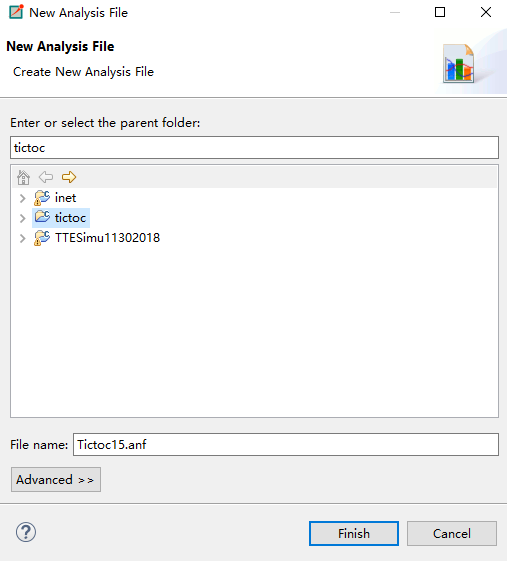 New Analysis File
New Analysis File
Create New Analysis File
Enter or select the parent folder:
tictoc
inet
tictoc
TTESimu11302018
File name: Tictoc15.anf
Advanced >>
? Finish Cancel